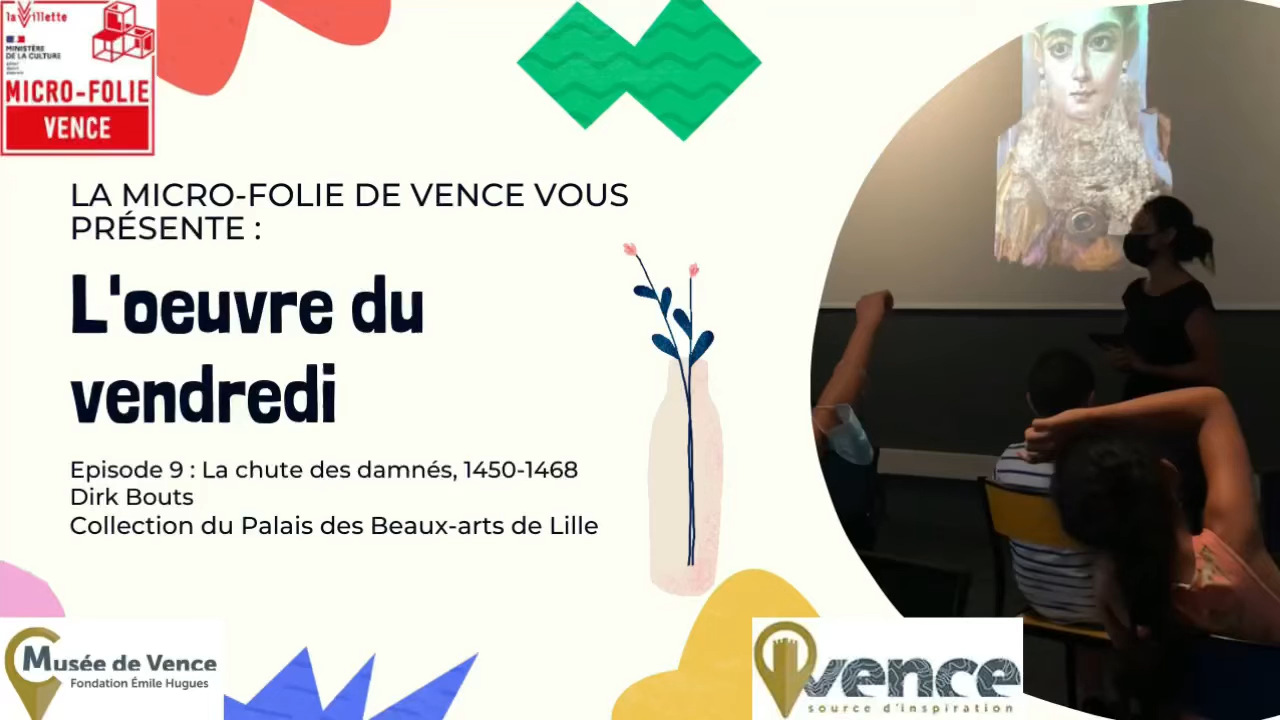 la Villette
MINISTÈRE
DE LA CULTURE
MICRO-FOLIE
VENCE
LA MICRO-FOLIE DE VENCE VOUS
PRÉSENTE :
L'oeuvre du
vendredi
Episode 9 : La chute des damnés, 1450-1468
Dirk Bouts
Collection du Palais des Beaux-arts de Lille
Musée de Vence
Fondation Émile Hugues
vence
source d'inspiration